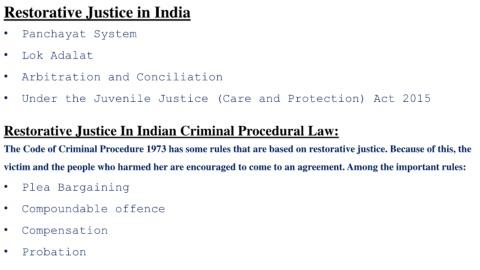 Restorative Justice in India
• Panchayat System
• Lok Adalat
• Arbitration and Conciliation
• Under the Juvenile Justice (Care and Protection) Act 2015
Restorative Justice In Indian Criminal Procedural Law:
The Code of Criminal Procedure 1973 has some rules that are based on restorative justice. Because of this, the
victim and the people who harmed her are encouraged to come to an agreement. Among the important rules:
• Plea Bargaining
• Compoundable offence
• Compensation
• Probation